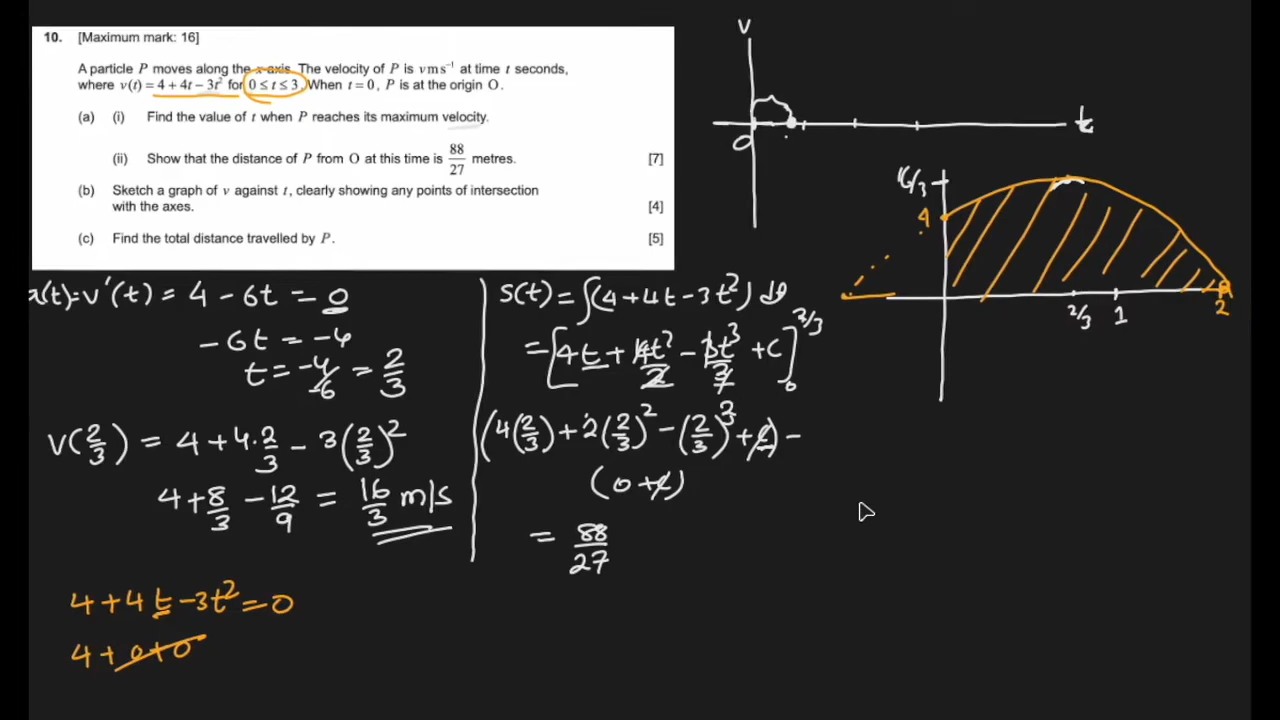 10. [Maximum mark: 16]
A particle P moves along the x-axis. The velocity of P is v m s⁻¹ at time t seconds,
where v(t) = 4 + 4t − 3t² for 0 ≤ t ≤ 3. When t = 0, P is at the origin O.
(a) (i) Find the value of t when P reaches its maximum velocity.
(ii) Show that the distance of P from O at this time is 88/27 metres. [7]
(b) Sketch a graph of v against t, clearly showing any points of intersection
with the axes. [4]
(c) Find the total distance travelled by P. [5]
a(t)=v'(t) = 4 - 6t = 0
-6t = -4
t = -4/-6 = 2/3
v(2/3) = 4 + 4·2/3 - 3(2/3)²
4 + 8/3 - 12/9 = 16/3 m/s
4 + 4t - 3t² = 0
4 + 0 + 0
s(t) = ∫(4 + 4t - 3t²) dt
= [4t + 4t²/2 - 3t³/3 + c]₀^2/3
(4(2/3) + 2(2/3)² - (2/3)³ + c) -
(0 + c)
= 88/27
v
t
0
16/3
4
2/3 1 2